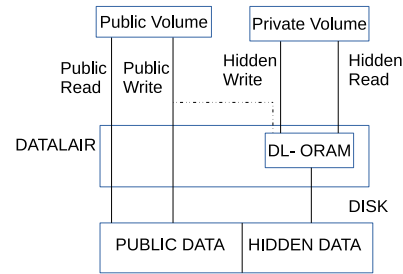 Public Volume
Private Volume
Public
Read
Public
Write
Hidden
Write
Hidden
Read
DATALAIR
DL- ORAM
DISK
PUBLIC DATA
HIDDEN DATA